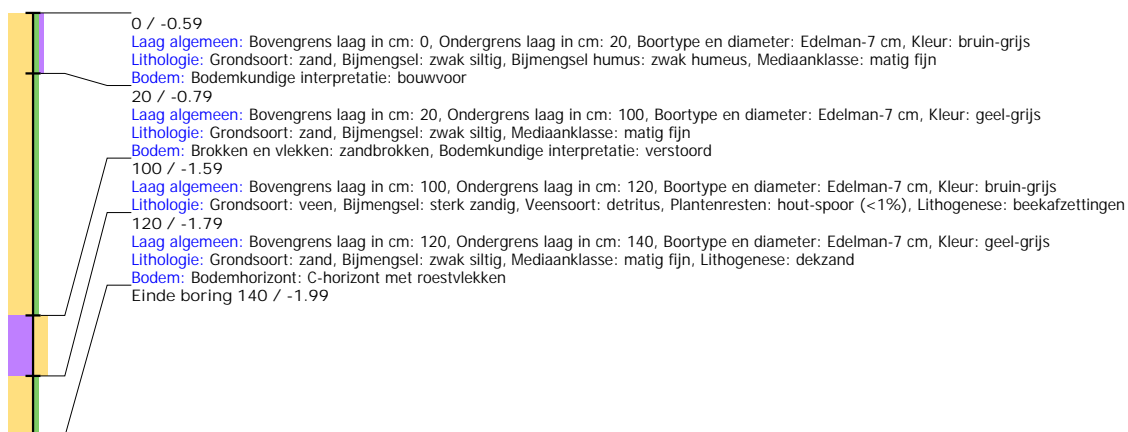 0 / -0.59
Laag algemeen: Bovengrens laag in cm: 0, Ondergrens laag in cm: 20, Boortype en diameter: Edelman-7 cm, Kleur: bruin-grijs
Lithologie: Grondsoort: zand, Bijmengsel: zwak siltig, Bijmengsel humus: zwak humeus, Mediaanklasse: matig fijn
Bodem: Bodemkundige interpretatie: bouwvoor
20 / -0.79
Laag algemeen: Bovengrens laag in cm: 20, Ondergrens laag in cm: 100, Boortype en diameter: Edelman-7 cm, Kleur: geel-grijs
Lithologie: Grondsoort: zand, Bijmengsel: zwak siltig, Mediaanklasse: matig fijn
Bodem: Brokken en vlekken: zandbrokken, Bodemkundige interpretatie: verstoord
100 / -1.59
Laag algemeen: Bovengrens laag in cm: 100, Ondergrens laag in cm: 120, Boortype en diameter: Edelman-7 cm, Kleur: bruin-grijs
Lithologie: Grondsoort: veen, Bijmengsel: sterk zandig, Veensoort: detritus, Plantenresten: hout-spoor (<1%), Lithogenese: beekafzettingen
120 / -1.79
Laag algemeen: Bovengrens laag in cm: 120, Ondergrens laag in cm: 140, Boortype en diameter: Edelman-7 cm, Kleur: geel-grijs
Lithologie: Grondsoort: zand, Bijmengsel: zwak siltig, Mediaanklasse: matig fijn, Lithogenese: dekzand
Bodem: Bodemhorizont: C-horizont met roestvlekken
Einde boring 140 / -1.99